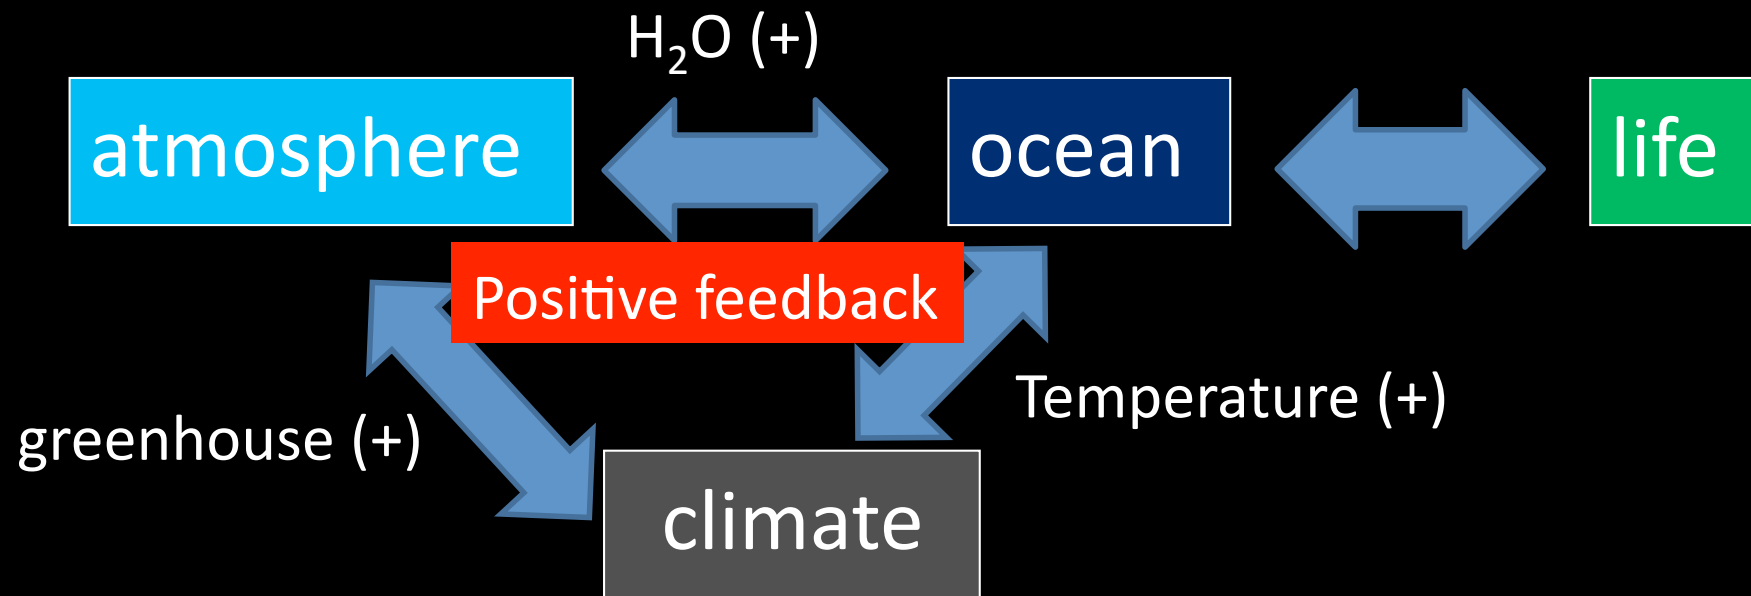 H₂O (+)
atmosphere
ocean
life
Positive feedback
Temperature (+)
greenhouse (+)
climate